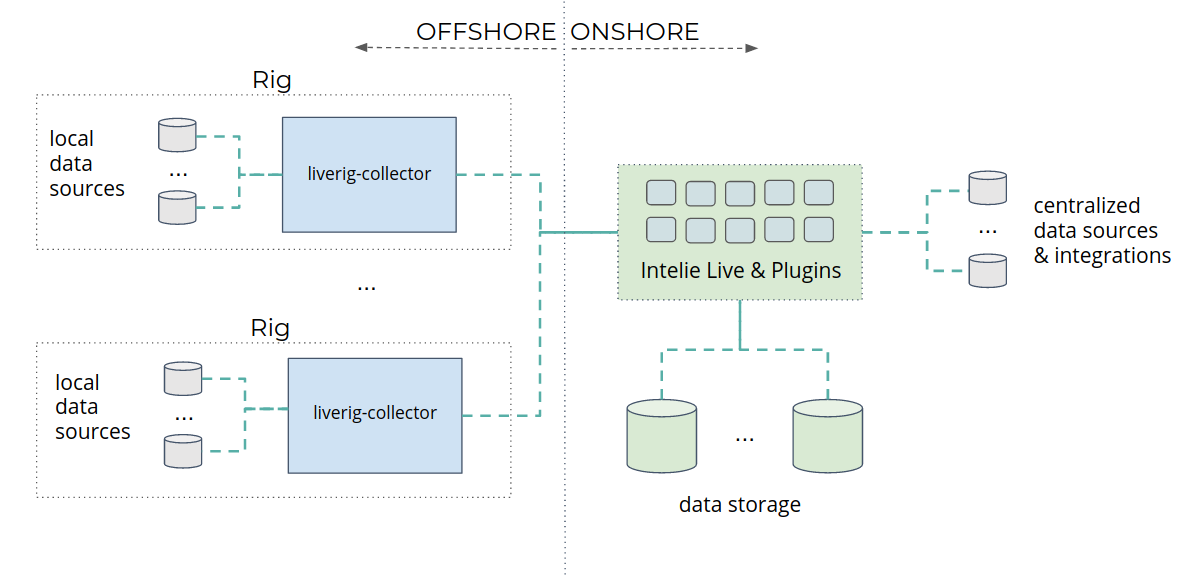 OFFSHORE ONSHORE
Rig
local
data
sources
...
liverig-collector
...
Rig
local
data
sources
...
liverig-collector
Intelie Live & Plugins
...
centralized
data sources
& integrations
...
data storage